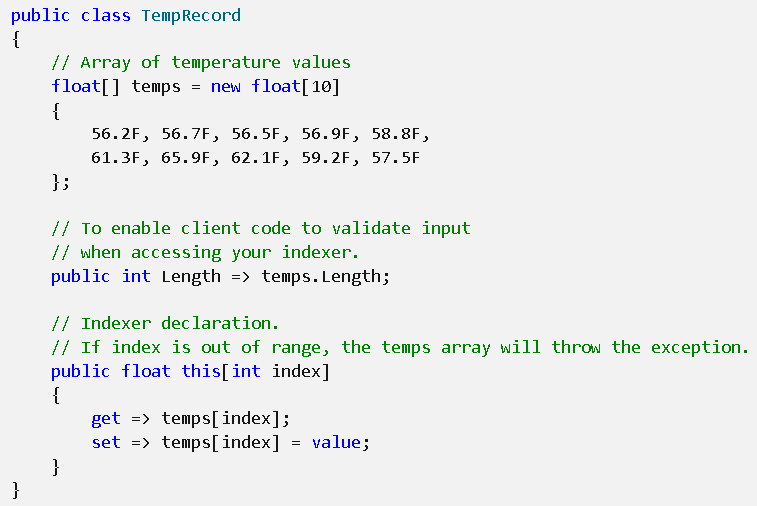 public class TempRecord
{
    // Array of temperature values
    float[] temps = new float[10]
    {
        56.2F, 56.7F, 56.5F, 56.9F, 58.8F,
        61.3F, 65.9F, 62.1F, 59.2F, 57.5F
    };

    // To enable client code to validate input
    // when accessing your indexer.
    public int Length => temps.Length;

    // Indexer declaration.
    // If index is out of range, the temps array will throw the exception.
    public float this[int index]
    {
        get => temps[index];
        set => temps[index] = value;
    }
}